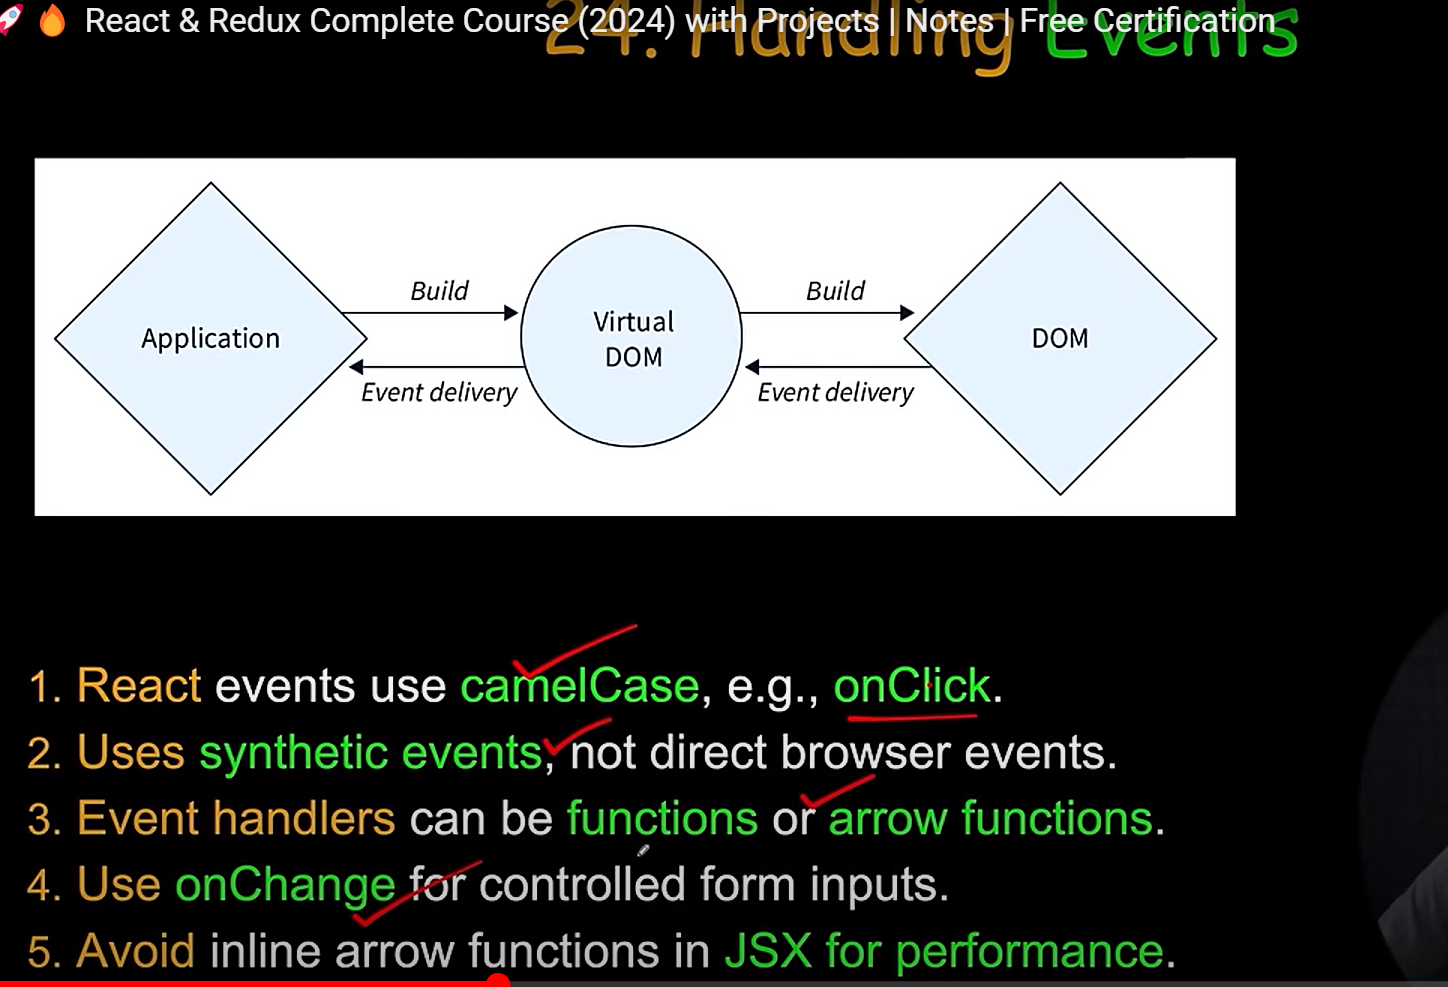 🚀 🔥 React & Redux Complete Course (2024) with Projects | Notes | Free Certification
24. Handling Events
Build
Build
Application
Virtual
DOM
DOM
Event delivery
Event delivery
1. React events use camelCase, e.g., onClick.
2. Uses synthetic events, not direct browser events.
3. Event handlers can be functions or arrow functions.
4. Use onChange for controlled form inputs.
5. Avoid inline arrow functions in JSX for performance.